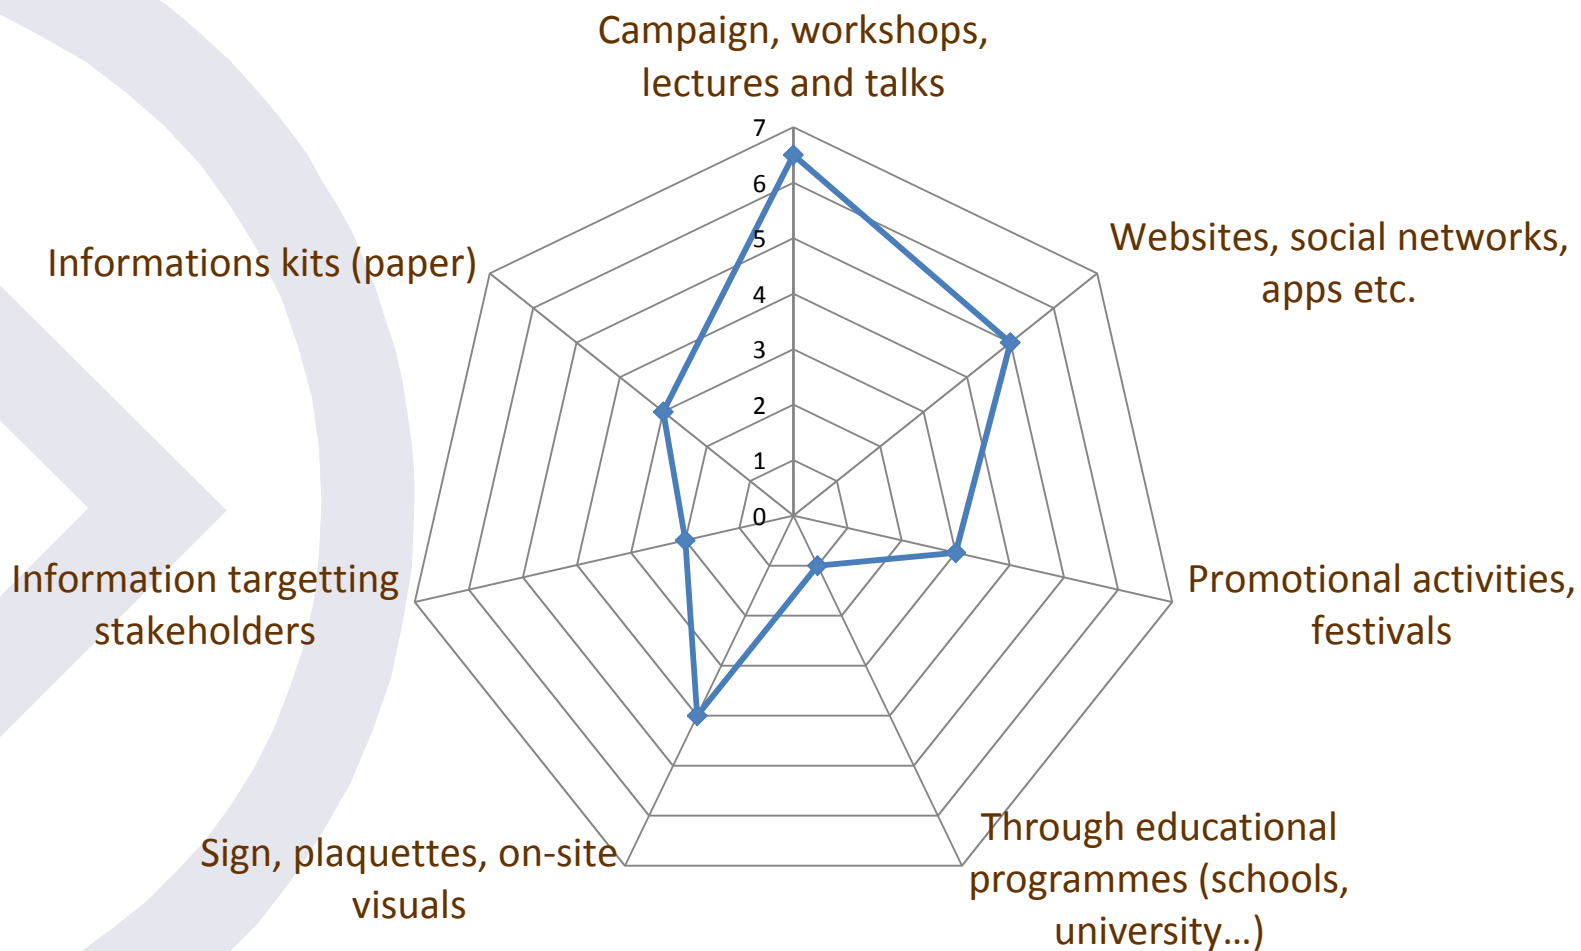 Campaign, workshops,
lectures and talks
7
6
5
4
3
2
1
0
Websites, social networks,
apps etc.
Promotional activities,
festivals
Through educational
programmes (schools,
university...)
Sign, plaquettes, on-site
visuals
Information targetting
stakeholders
Informations kits (paper)